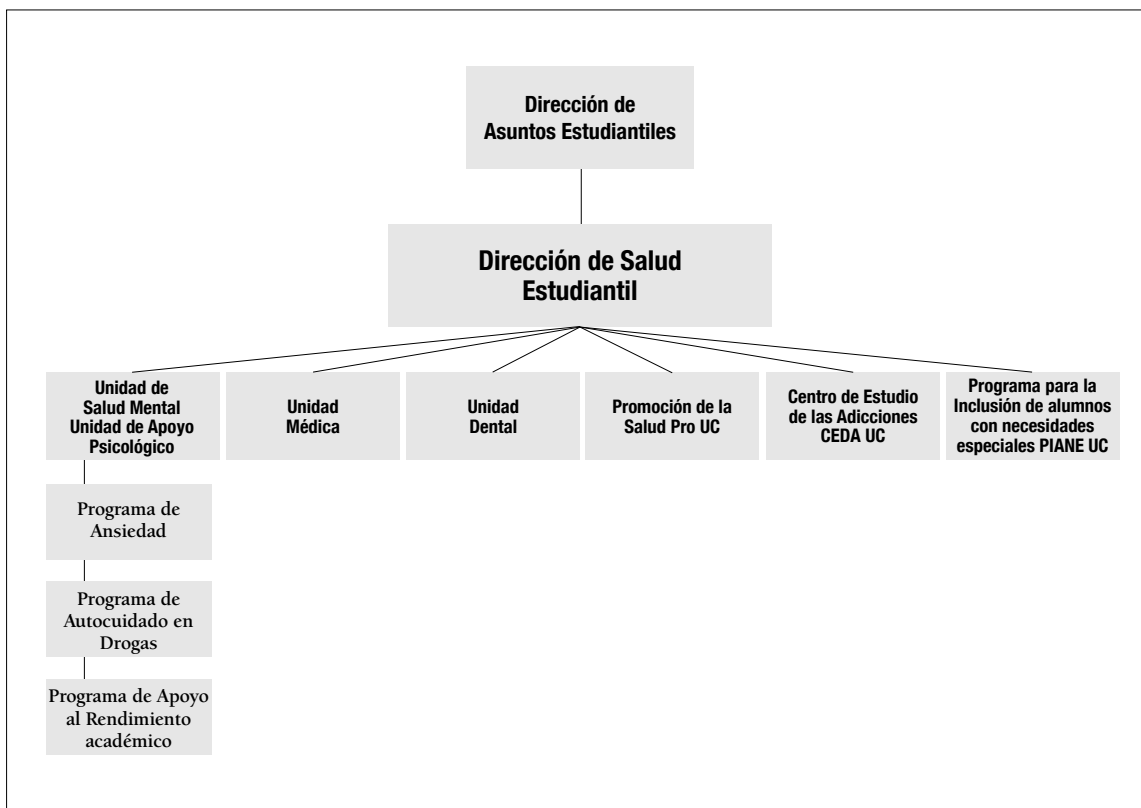 Dirección de
Asuntos Estudiantiles
Dirección de Salud
Estudiantil
Unidad de
Salud Mental
Unidad de Apoyo
Psicológico
Unidad
Médica
Unidad
Dental
Promoción de la
Salud Pro UC
Centro de Estudio
de las Adicciones
CEDA UC
Programa para la
Inclusión de alumnos
con necesidades
especiales PIANE UC
Programa de
Ansiedad
Programa de
Autocuidado en
Drogas
Programa de Apoyo
al Rendimiento
académico